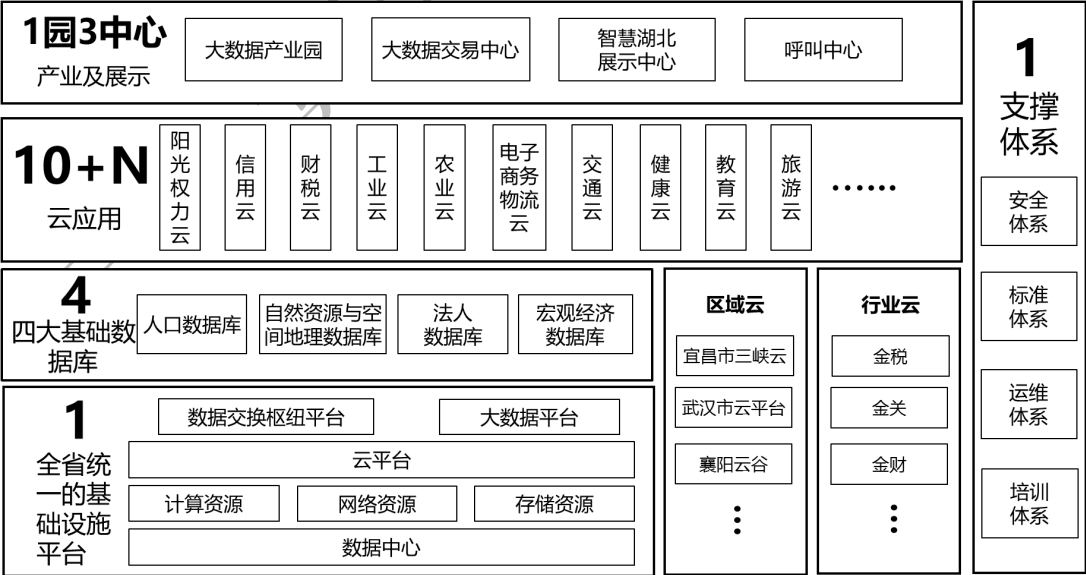 1园3中心
产业及展示
大数据产业园
大数据交易中心
智慧湖北
展示中心
呼叫中心
10+N
云应用
阳光权力云
信用云
财税云
工业云
农业云
电子
商务
物流
云
交通云
健康云
教育云
旅游云
……
4
四大基础数
据库
人口数据库
自然资源与空
间地理数据库
法人
数据库
宏观经济
数据库
1
全省统
一的基
础设施
平台
数据交换枢纽平台
大数据平台
云平台
计算资源
网络资源
存储资源
数据中心
区域云
宜昌市三峡云
武汉市云平台
襄阳云谷
⋮
行业云
金税
金关
金财
⋮
1
支撑
体系
安全
体系
标准
体系
运维
体系
培训
体系